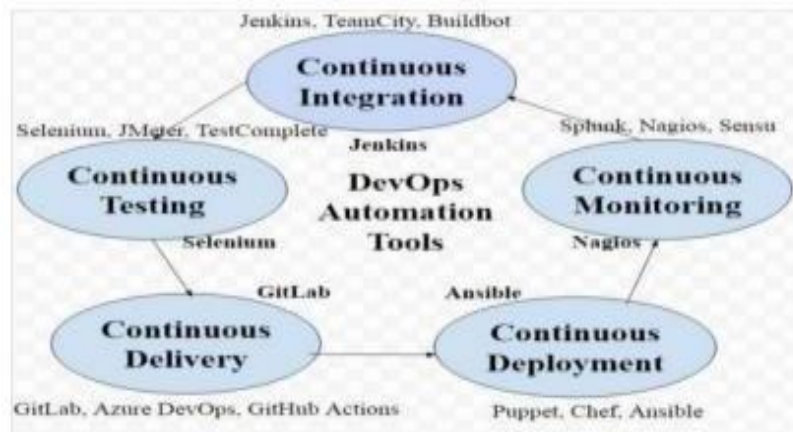 Jenkins, TeamCity, Buildbot
Continuous
Integration
Selenium, JMeter, TestComplete
Splunk, Nagios, Sensu
Jenkins
Continuous
Testing
DevOps
Automation
Tools
Continuous
Monitoring
Selenium
Nagios
GitLab
Ansible
Continuous
Delivery
Continuous
Deployment
GitLab, Azure DevOps, GitHub Actions
Puppet, Chef, Ansible